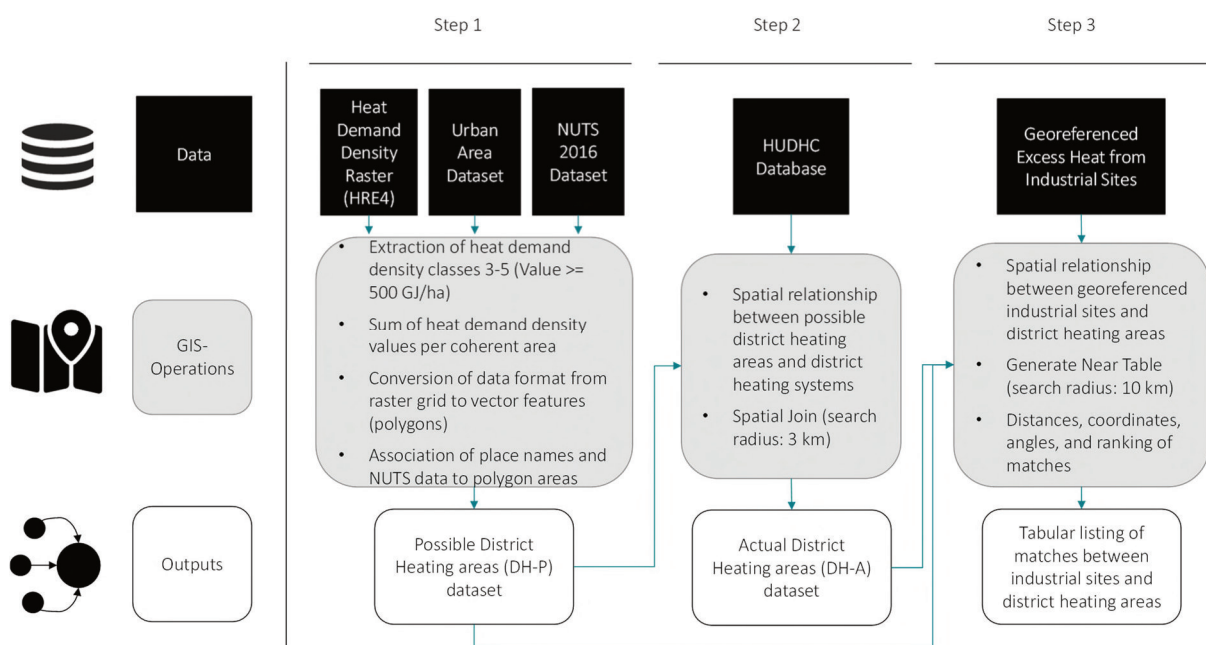 Step 1
Step 2
Step 3
Data
Heat
Demand
Density
Raster
(HRE4)
Urban
Area
Dataset
NUTS
2016
Dataset
HUDHC
Database
Georeferenced
Excess Heat from
Industrial Sites
GIS-
Operations
• Extraction of heat demand
density classes 3-5 (Value >=
500 GJ/ha)
• Sum of heat demand density
values per coherent area
• Conversion of data format from
raster grid to vector features
(polygons)
• Association of place names and
NUTS data to polygon areas
• Spatial relationship
between possible
district heating
areas and district
heating systems
• Spatial Join (search
radius: 3 km)
• Spatial relationship
between georeferenced
industrial sites and
district heating areas
• Generate Near Table
(search radius: 10 km)
• Distances, coordinates,
angles, and ranking of
matches
Outputs
Possible District
Heating areas (DH-P)
dataset
Actual District
Heating areas (DH-A)
dataset
Tabular listing of
matches between
industrial sites and
district heating areas